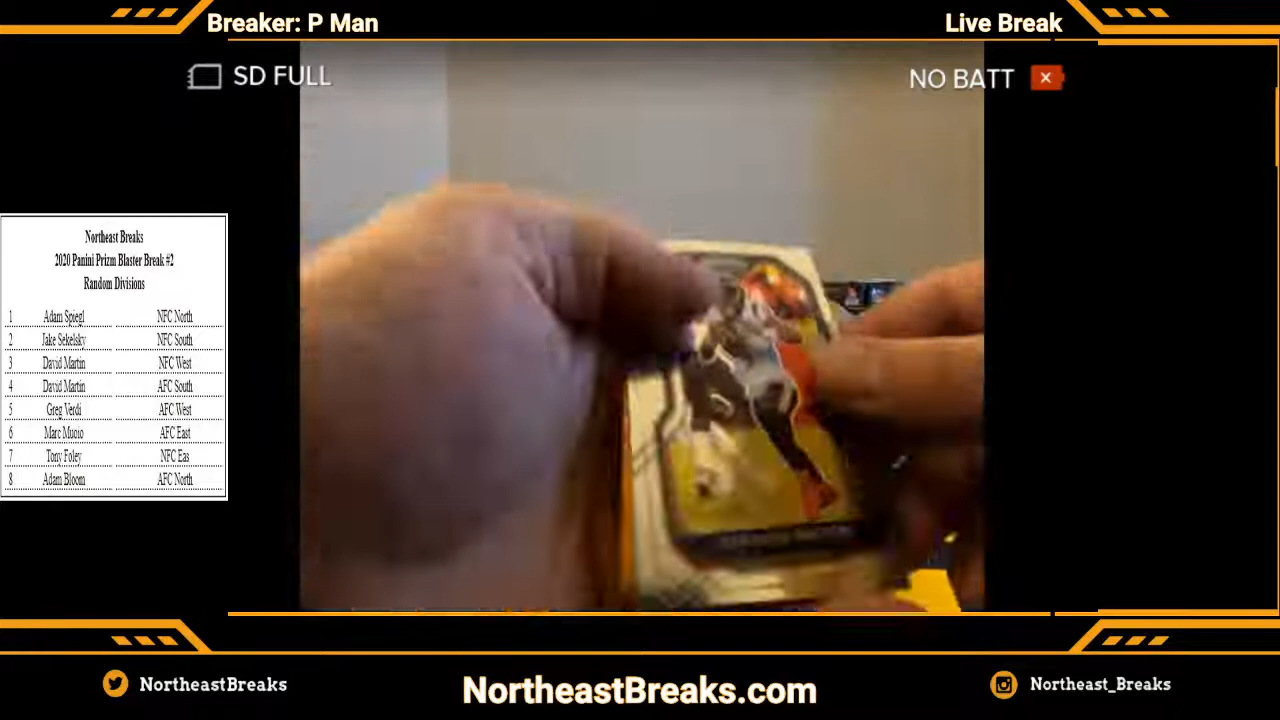 Breaker: P Man
Live Break
SD FULL
NO BATT
Northeast Breaks
2020 Panini Prizm Blaster Break #2
Random Divisions
1 Adam Spiegl NFC North
2 Jake Sekelsky NFC South
3 David Martin NFC West
4 David Martin AFC South
5 Greg Verdi AFC West
6 Marc Muoio AFC East
7 Tony Foley NFC Eas
8 Adam Bloom AFC North
NortheastBreaks
NortheastBreaks.com
Northeast_Breaks